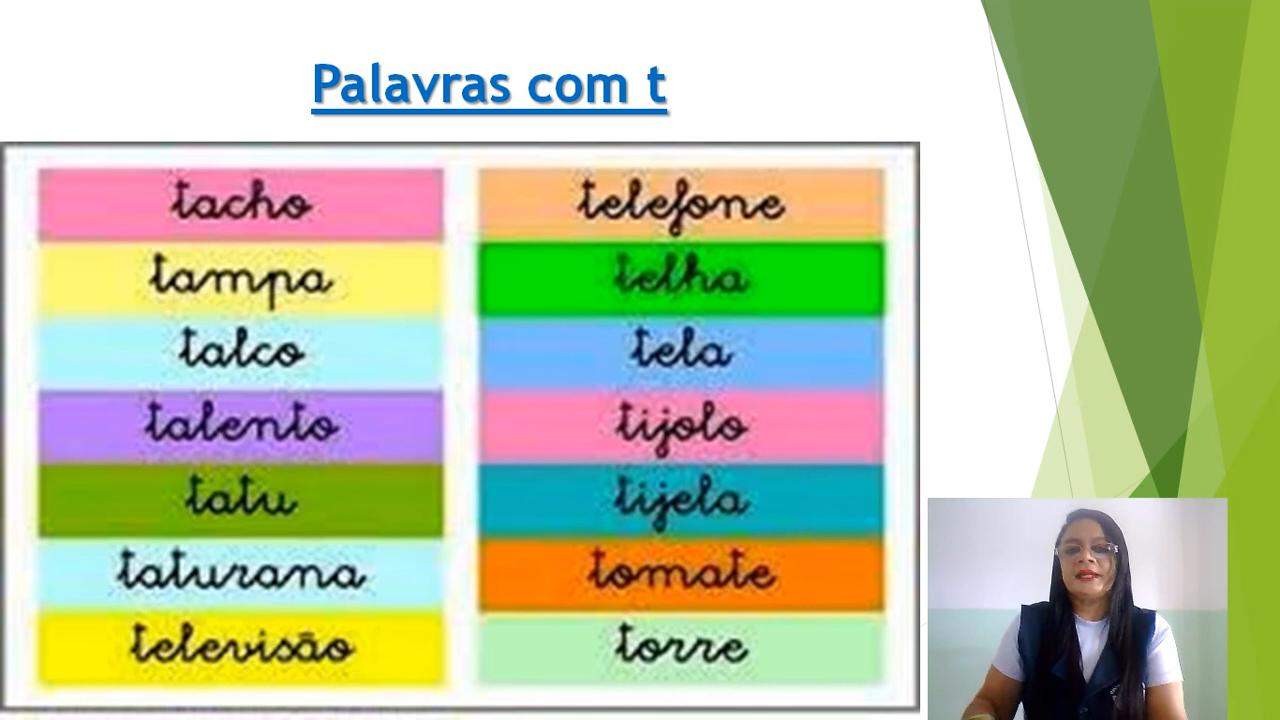 Palavras com t
tacho
tampa
talco
talento
tatu
taturana
televisão
telefone
telha
tela
tijolo
tijela
tomate
torre